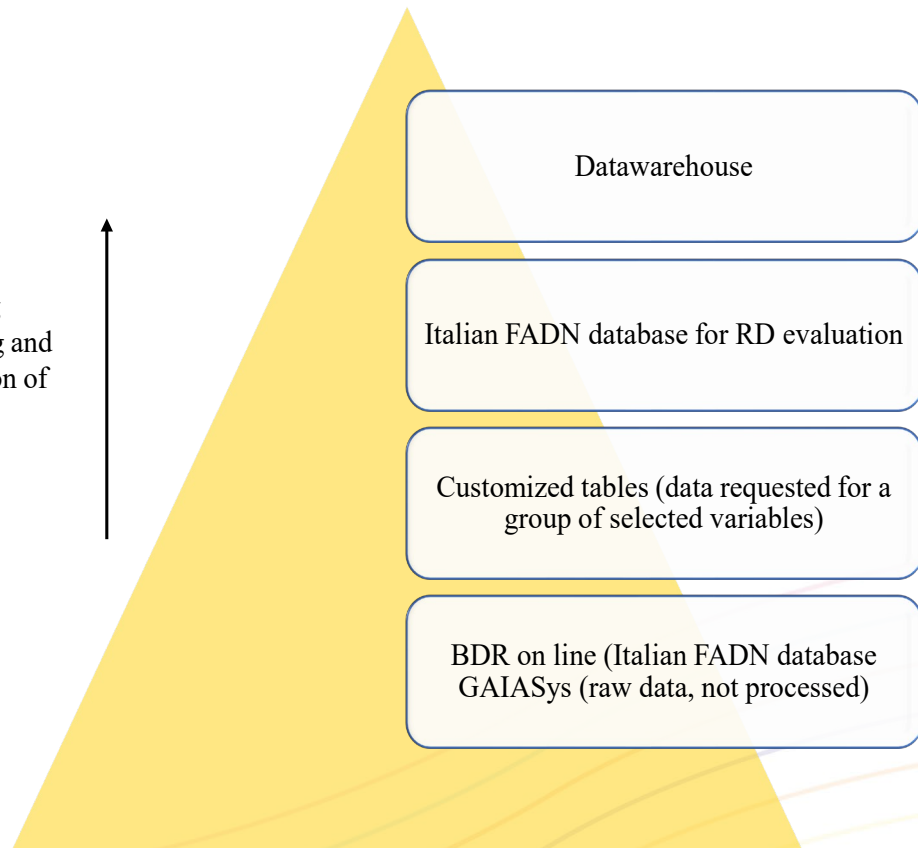 Datawarehouse
Italian FADN database for RD evaluation
g and
on of
Customized tables (data requested for a
group of selected variables)
BDR on line (Italian FADN database
GAIASys (raw data, not processed)